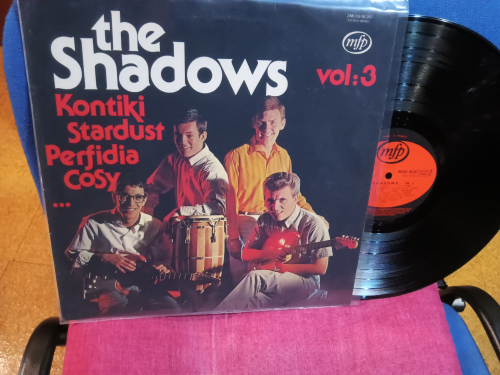 the
Shadows
mfp
vol:3
Kontiki
Stardust
Perfidia
Cosy
...
mfp